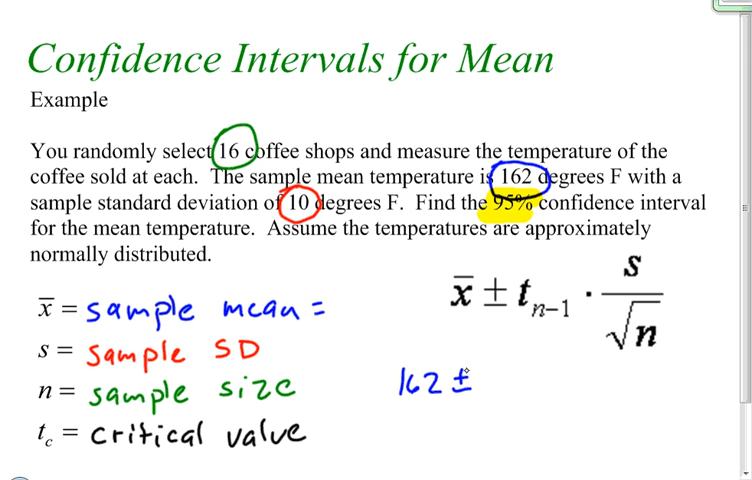 Confidence Intervals for Mean
Example
You randomly select 16 coffee shops and measure the temperature of the
coffee sold at each. The sample mean temperature is 162 degrees F with a
sample standard deviation of 10 degrees F. Find the 95% confidence interval
for the mean temperature. Assume the temperatures are approximately
normally distributed.
x̄ = sample mean =
s = sample SD
n = sample size
t_c = critical value
x̄ ± t_{n−1} · s/√n
162 ±